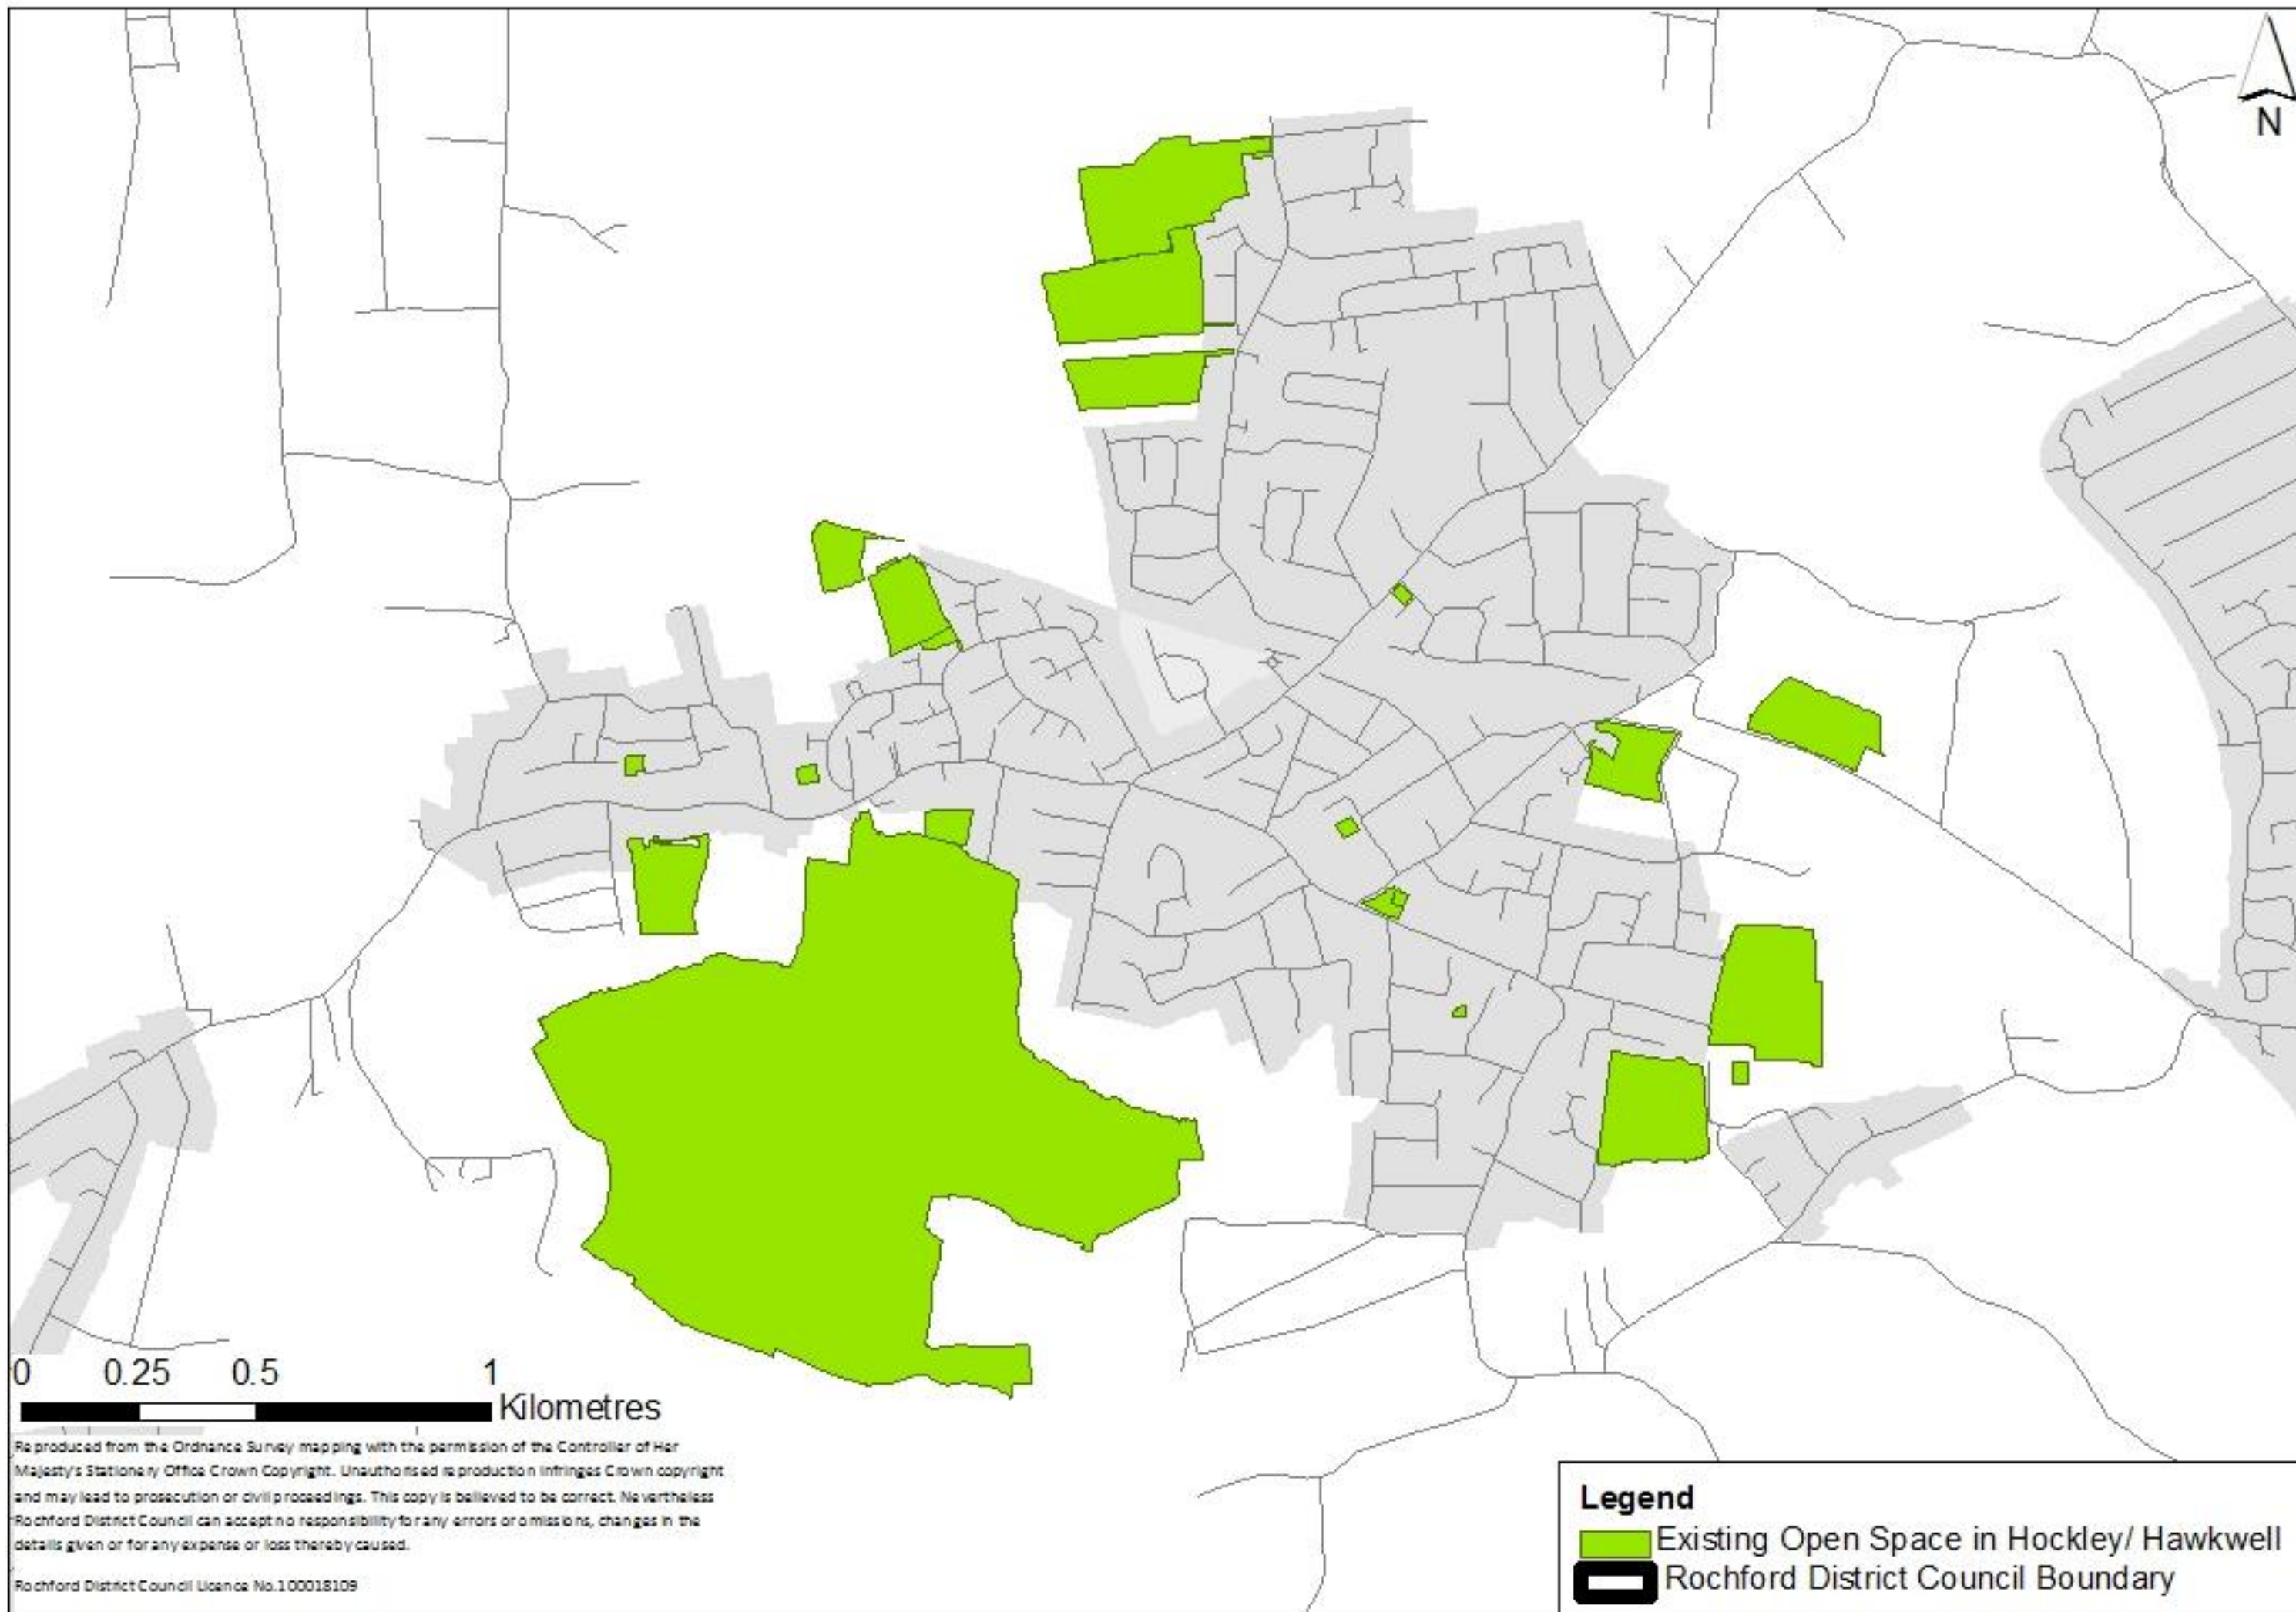 N
0 0.25 0.5 1
Kilometres
Reproduced from the Ordnance Survey mapping with the permission of the Controller of Her
Majesty's Stationery Office Crown Copyright. Unauthorised reproduction infringes Crown copyright
and may lead to prosecution or civil proceedings. This copy is believed to be correct. Nevertheless
Rochford District Council can accept no responsibility for any errors or omissions, changes in the
details given or for any expense or loss thereby caused.
Rochford District Council Licence No.100018109
Legend
Existing Open Space in Hockley/ Hawkwell
Rochford District Council Boundary